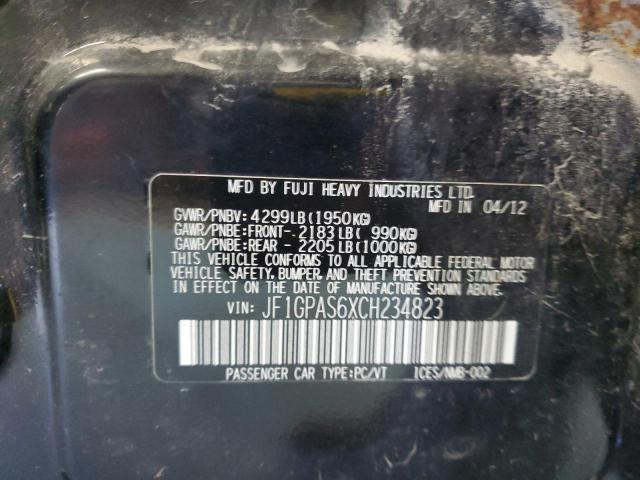 MFD BY FUJI HEAVY INDUSTRIES LTD.
MFD IN 04/12
GVWR/PNBV: 4299LB(1950KG)
GAWR/PNBE:FRONT- 2183LB( 990KG)
GAWR/PNBE:REAR - 2205LB(1000KG)
THIS VEHICLE CONFORMS TO ALL APPLICABLE FEDERAL MOTOR
VEHICLE SAFETY, BUMPER, AND THEFT PREVENTION STANDARDS
IN EFFECT ON THE DATE OF MANUFACTURE SHOWN ABOVE.
VIN: JF1GPAS6XCH234823
PASSENGER CAR TYPE:PC/VT ICES/NMB-002